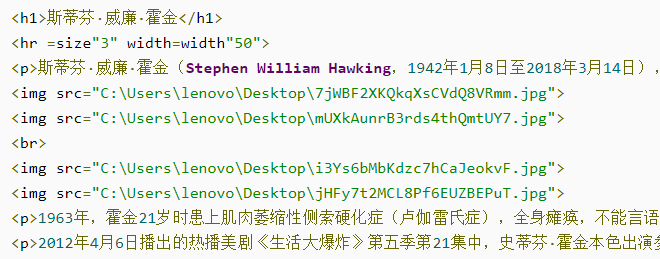 <h1>斯蒂芬·威廉·霍金</h1>
<hr =size"3" width=width"50">
<p>斯蒂芬·威廉·霍金（Stephen William Hawking，1942年1月8日至2018年3月14日），
<img src="C:\Users\lenovo\Desktop\7jWBF2XKQkqXsCVdQ8VRmm.jpg">
<img src="C:\Users\lenovo\Desktop\mUXkAunrB3rds4thQmtUY7.jpg">
<br>
<img src="C:\Users\lenovo\Desktop\i3Ys6bMbKdzc7hCaJeokvF.jpg">
<img src="C:\Users\lenovo\Desktop\jHFy7t2MCL8Pf6EUZBEPuT.jpg">
<p>1963年，霍金21岁时患上肌肉萎缩性侧索硬化症（卢伽雷氏症），全身瘫痪，不能言语
<p>2012年4月6日播出的热播美剧《生活大爆炸》第五季第21集中，史蒂芬·霍金本色出演